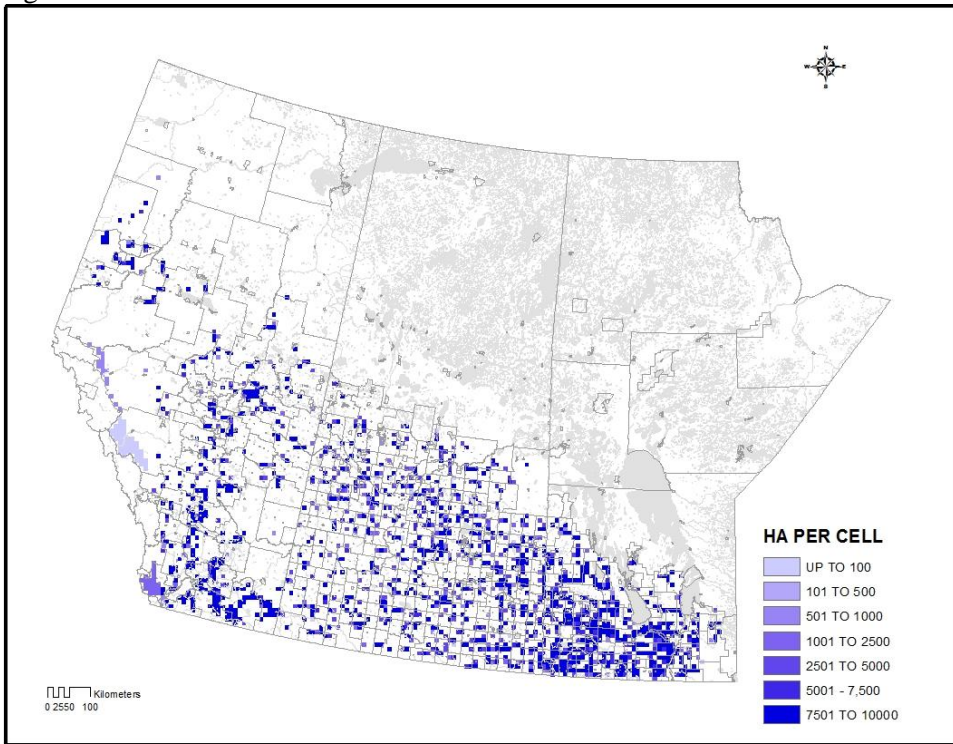 N
W E
S
HA PER CELL
UP TO 100
101 TO 500
501 TO 1000
1001 TO 2500
2501 TO 5000
5001 - 7,500
7501 TO 10000
Kilometers
0 2550 100